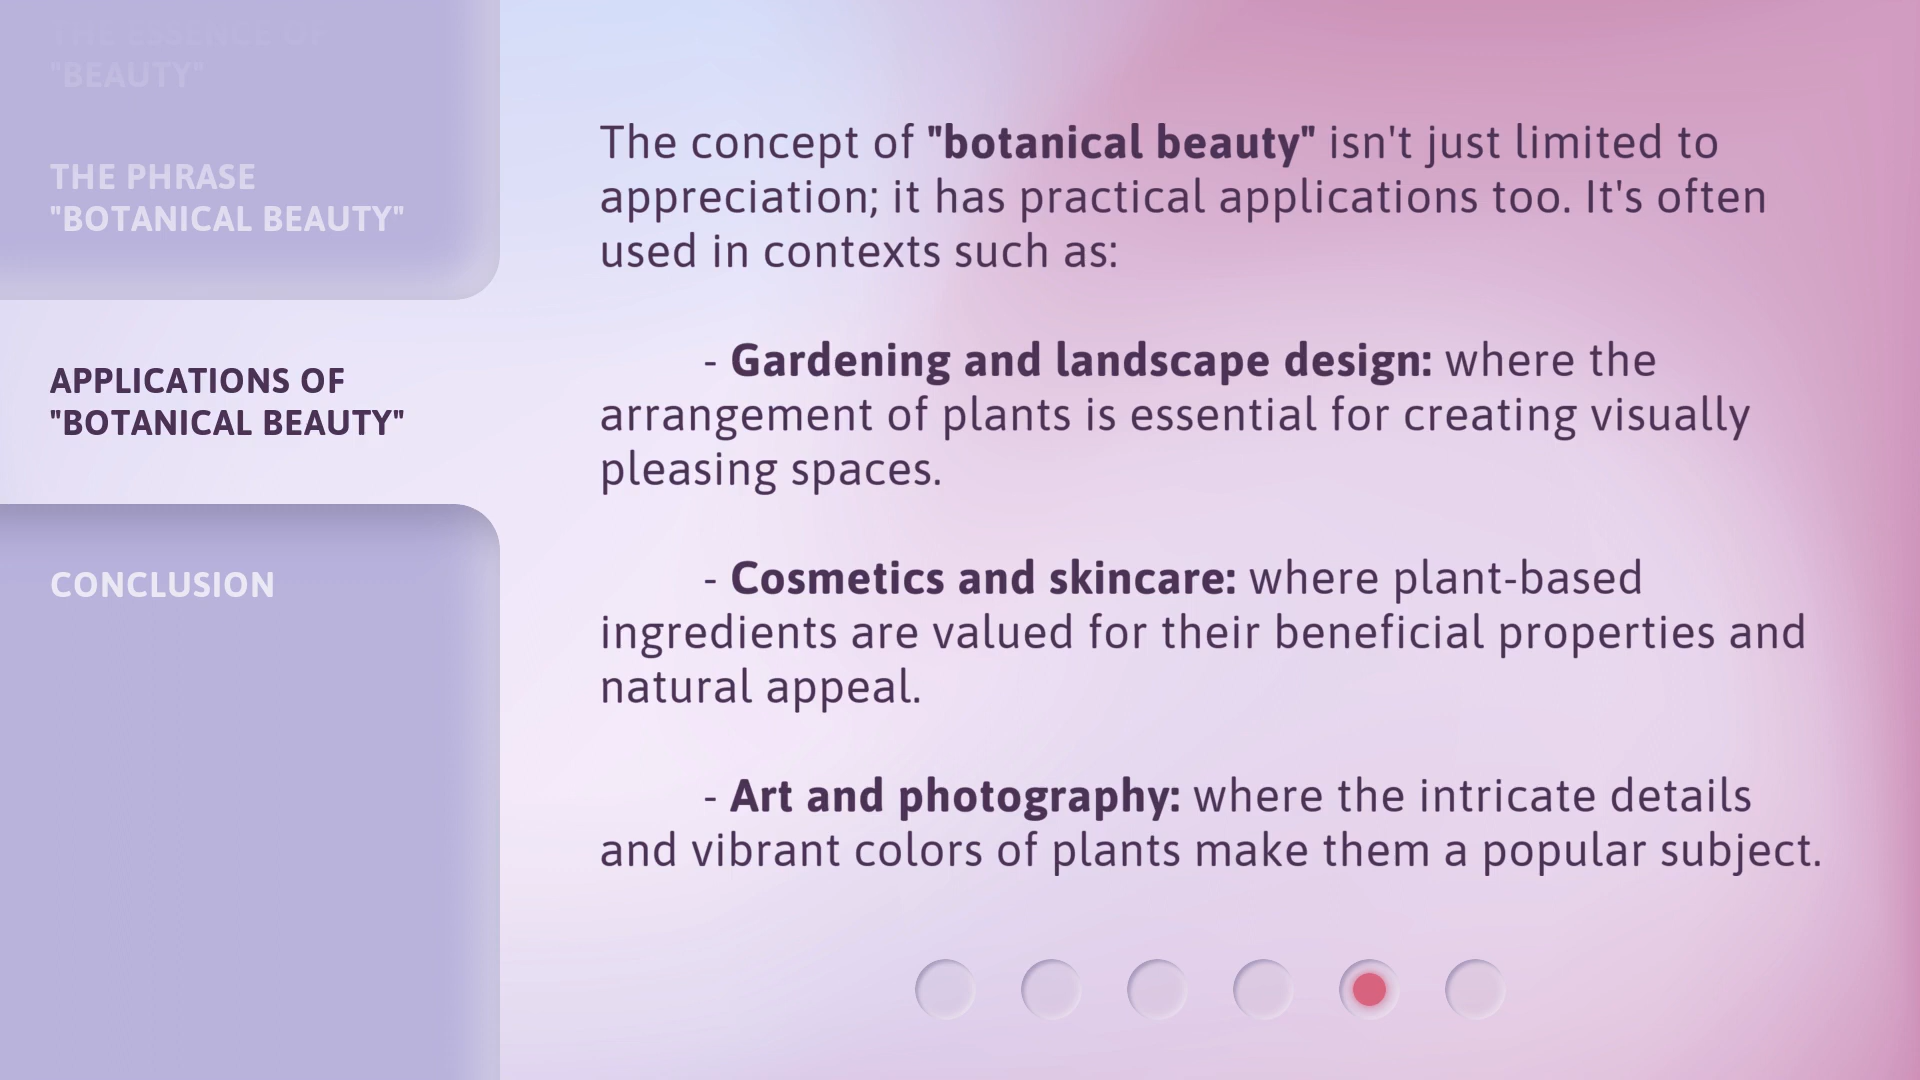 THE ESSENCE OF
"BEAUTY"
THE PHRASE
"BOTANICAL BEAUTY"
APPLICATIONS OF
"BOTANICAL BEAUTY"
CONCLUSION
The concept of "botanical beauty" isn't just limited to
appreciation; it has practical applications too. It's often
used in contexts such as:
- Gardening and landscape design: where the
arrangement of plants is essential for creating visually
pleasing spaces.
- Cosmetics and skincare: where plant-based
ingredients are valued for their beneficial properties and
natural appeal.
- Art and photography: where the intricate details
and vibrant colors of plants make them a popular subject.